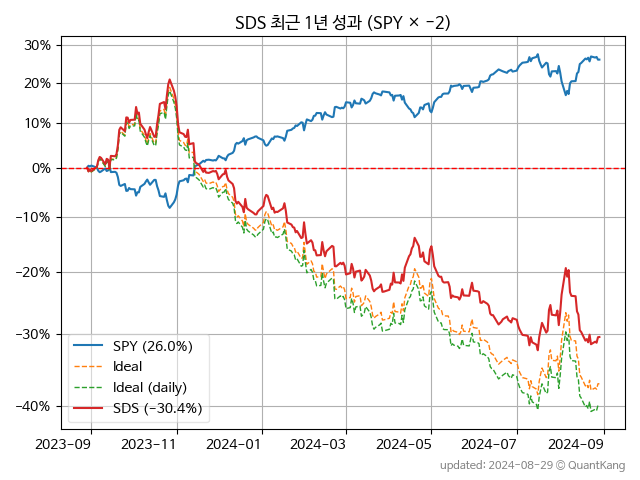 SDS 최근 1년 성과 (SPY × −2)
30%
20%
10%
0%
−10%
−20%
−30%
−40%
SPY (26.0%)
Ideal
Ideal (daily)
SDS (−30.4%)
2023−09 2023−11 2024−01 2024−03 2024−05 2024−07 2024−09
updated: 2024-08-29 © QuantKang